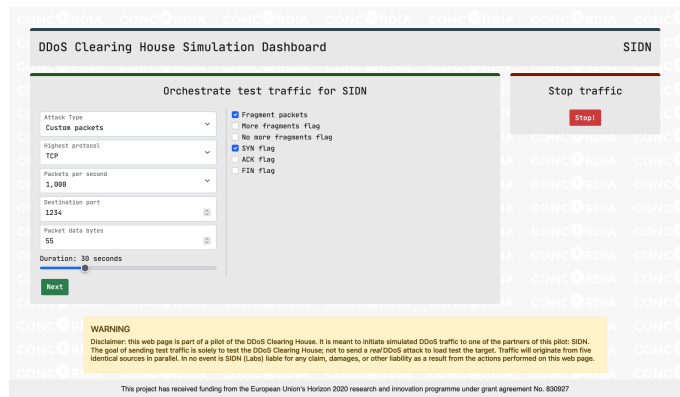 CONCORDIA CONCORDIA CONCORDIA CONCORDIA CONCORDIA CONCORDIA
DDoS Clearing House Simulation Dashboard
SIDN
Orchestrate test traffic for SIDN
Attack Type
Custom packets
Highest protocol
TCP
Packets per second
1,000
Destination port
1234
Packet data bytes
55
Duration: 30 seconds
Next
Fragment packets
More fragments flag
No more fragments flag
SYN flag
ACK flag
FIN flag
Stop traffic
Stop!
WARNING
Disclaimer: this web page is part of a pilot of the DDoS Clearing House. It is meant to initiate simulated DDoS traffic to one of the partners of this pilot: SIDN.
The goal of sending test traffic is solely to test the DDoS Clearing House; not to send a real DDoS attack to load test the target. Traffic will originate from five
identical sources in parallel. In no event is SIDN (Labs) liable for any claim, damages, or other liability as a result from the actions performed on this web page.
This project has received funding from the European Union's Horizon 2020 research and innovation programme under grant agreement No. 830927